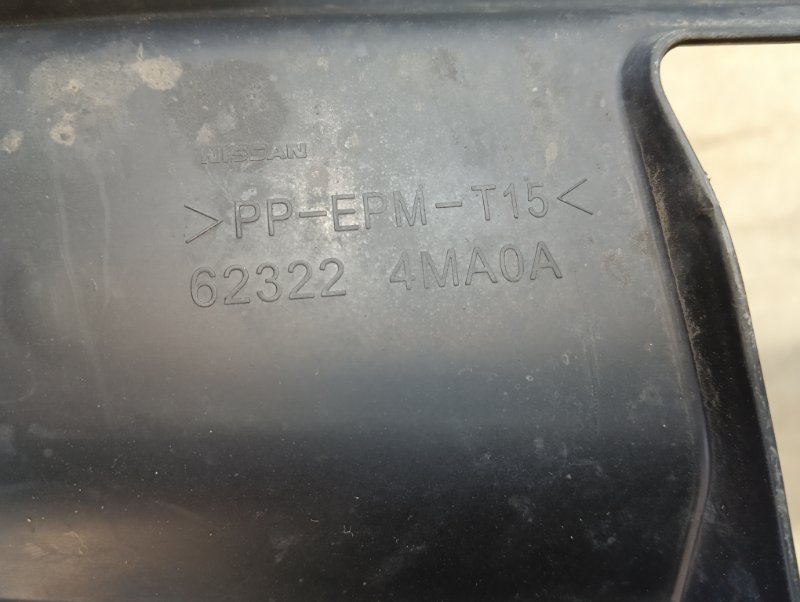 NISSAN
>PP-EPM-T15<
62322 4MA0A